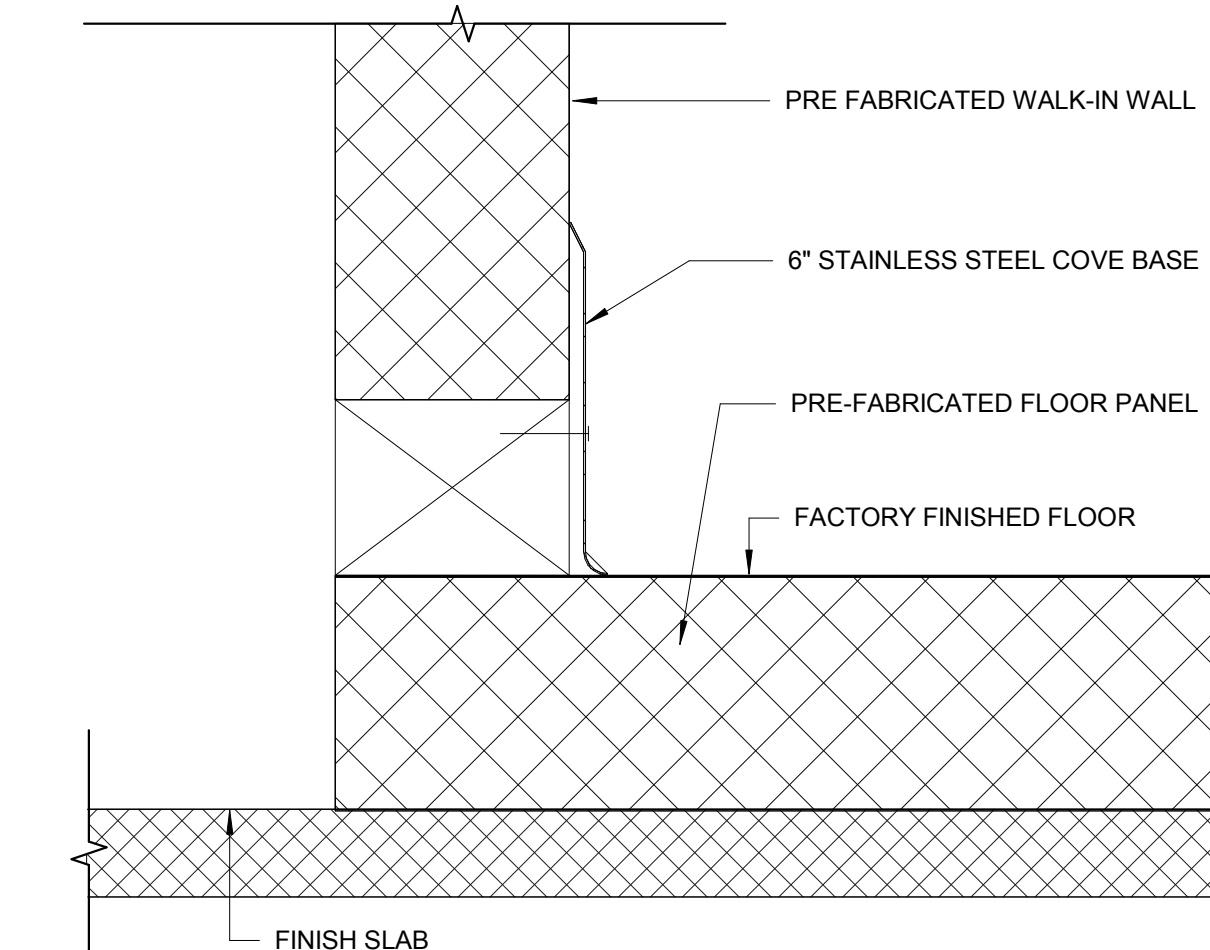 PRE FABRICATED WALK-IN WALL
6" STAINLESS STEEL COVE BASE
PRE-FABRICATED FLOOR PANEL
FACTORY FINISHED FLOOR
FINISH SLAB